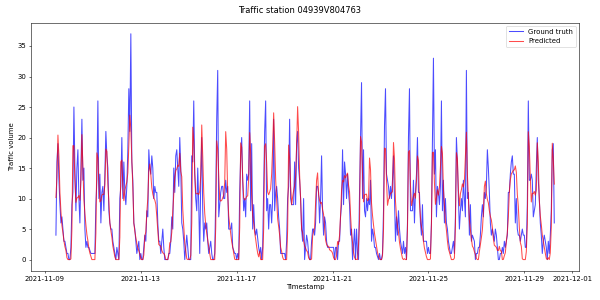 Traffic station 04939V804763
Ground truth
Predicted
Traffic volume
35
30
25
20
15
10
5
0
2021-11-09 2021-11-13 2021-11-17 2021-11-21 2021-11-25 2021-11-29 2021-12-01
Timestamp